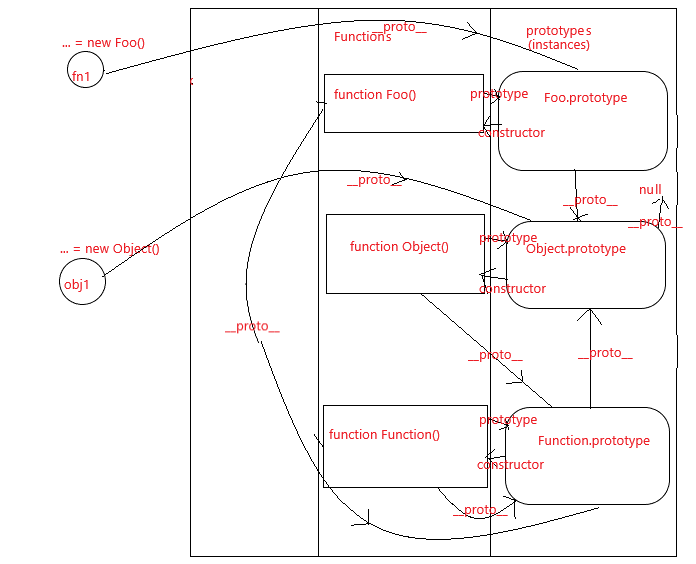 __proto__
prototypes
(instances)
Functions
... = new Foo()
fn1
function Foo()
prototype
Foo.prototype
constructor
__proto__
null
__proto__
__proto__
... = new Object()
function Object()
prototype
Object.prototype
obj1
constructor
__proto__
__proto__
__proto__
prototype
function Function()
Function.prototype
constructor
__proto__